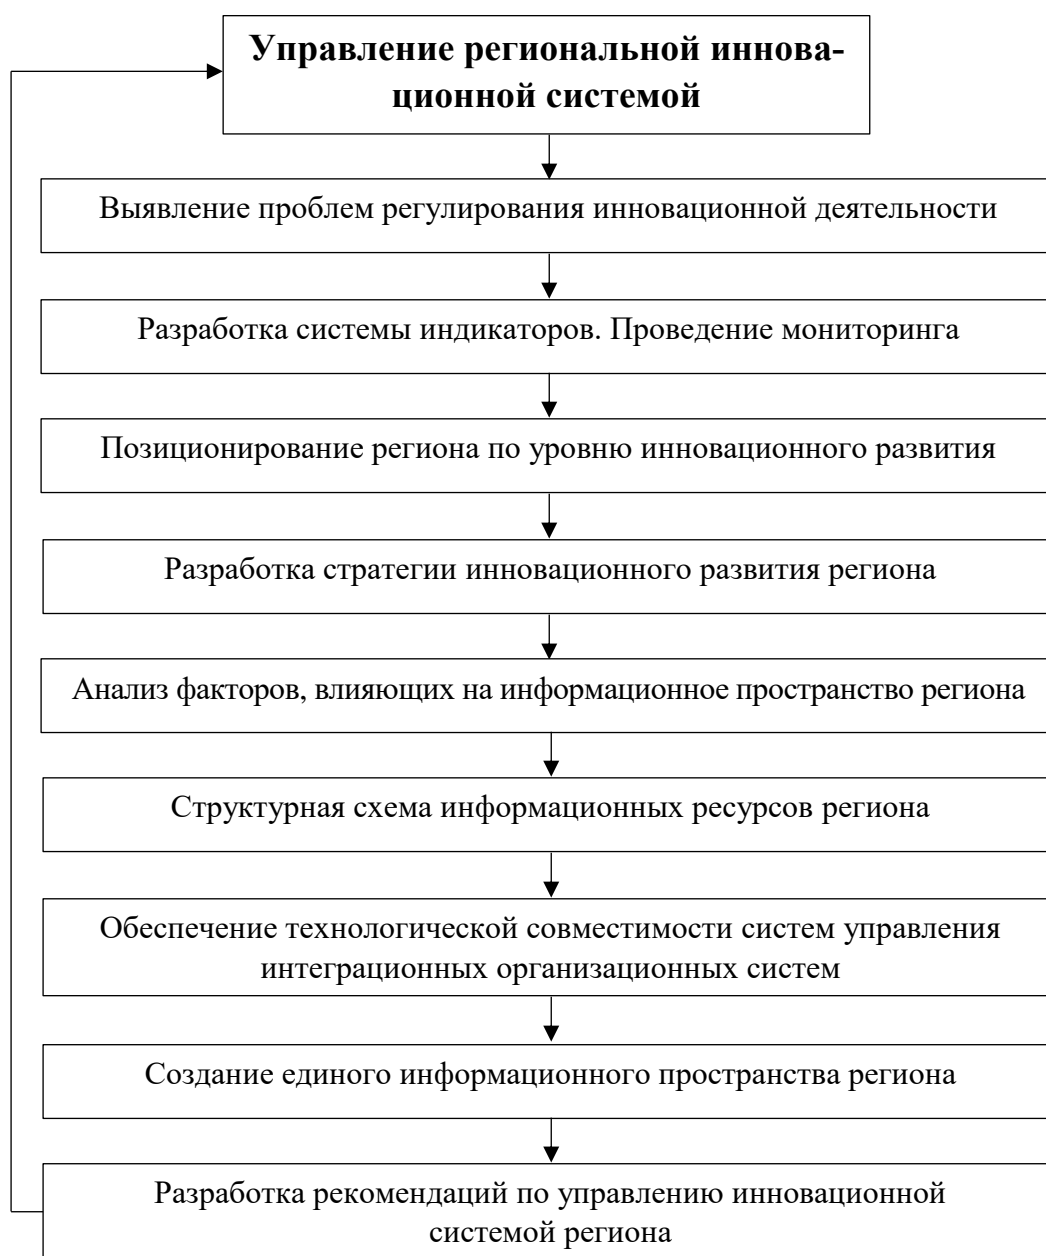 Управление региональной иннова-
ционной системой
Выявление проблем регулирования инновационной деятельности
Разработка системы индикаторов. Проведение мониторинга
Позиционирование региона по уровню инновационного развития
Разработка стратегии инновационного развития региона
Анализ факторов, влияющих на информационное пространство региона
Структурная схема информационных ресурсов региона
Обеспечение технологической совместимости систем управления
интеграционных организационных систем
Создание единого информационного пространства региона
Разработка рекомендаций по управлению инновационной
системой региона